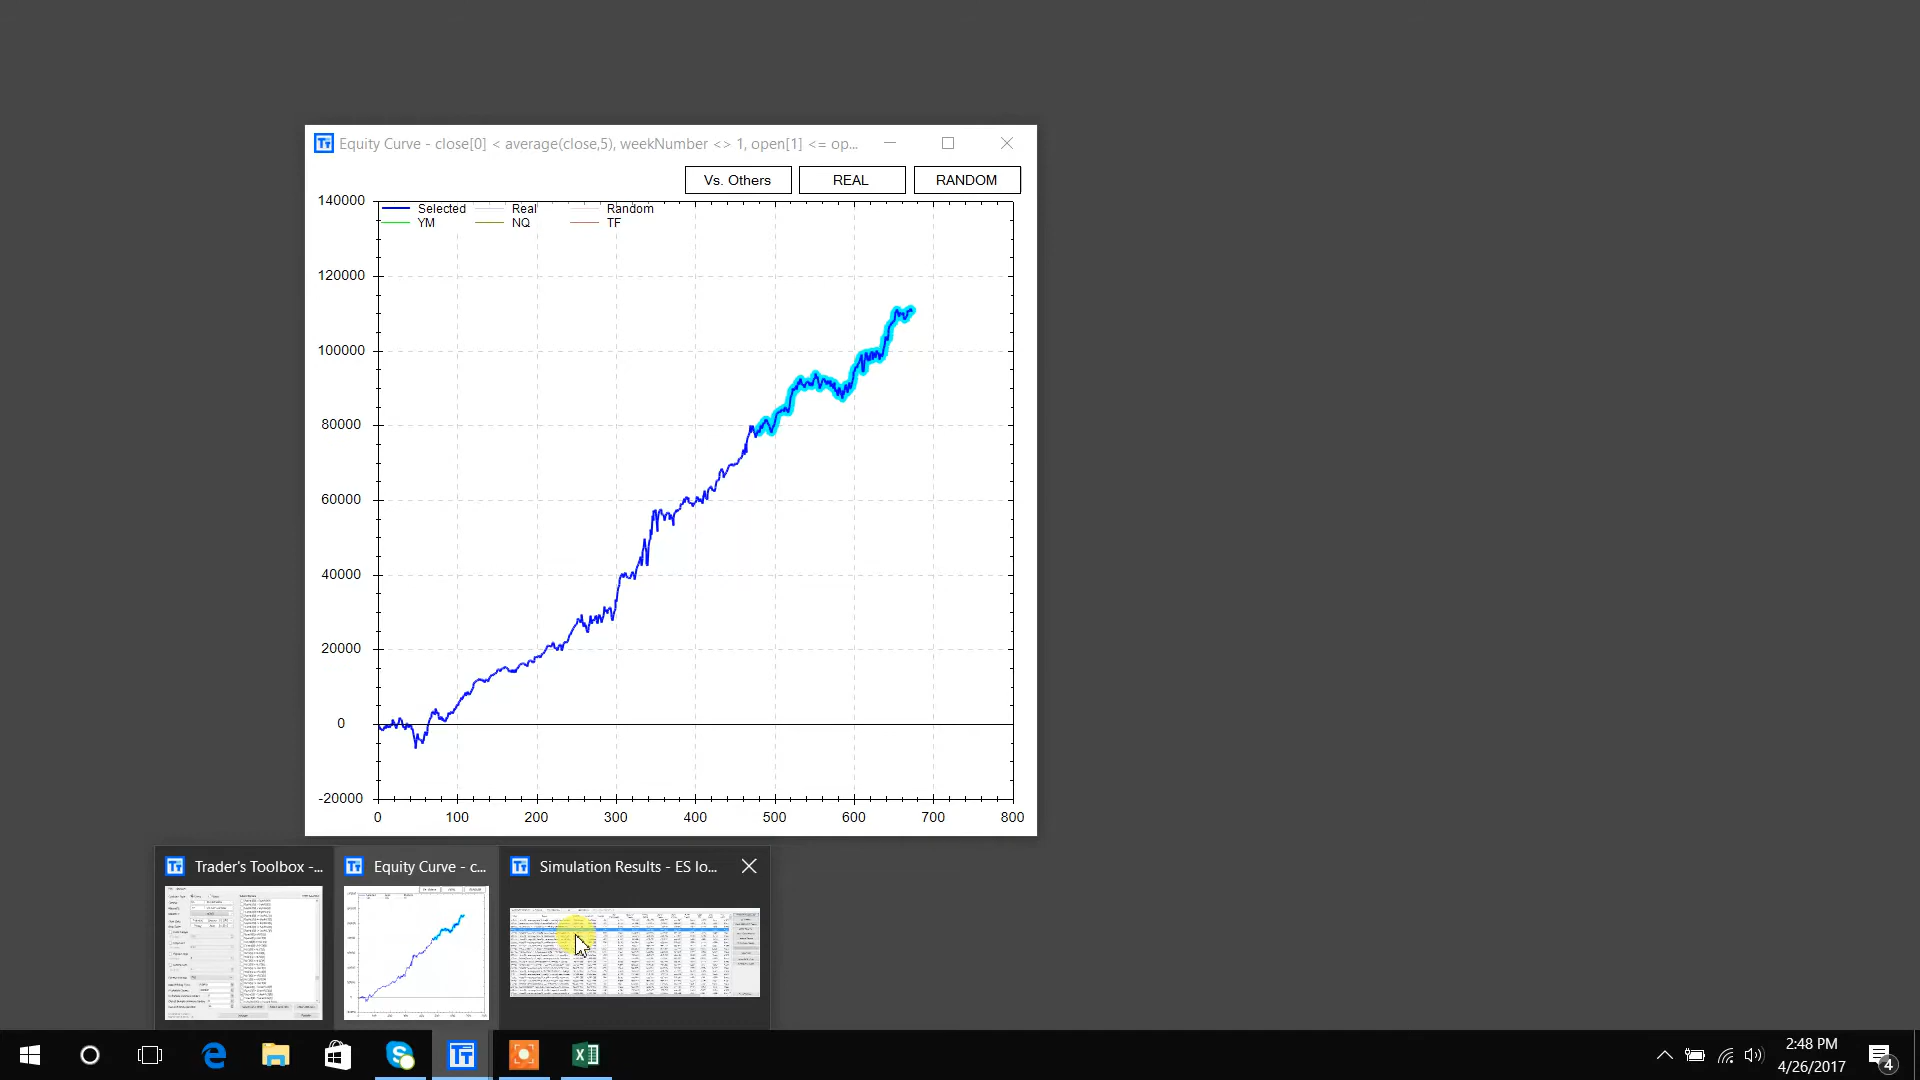 Equity Curve - close[0] < average(close,5), weekNumber <> 1, open[1] <= op...
Vs. Others REAL RANDOM
Selected Real Random
YM NQ TF
140000
120000
100000
80000
60000
40000
20000
0
-20000
0 100 200 300 400 500 600 700 800
Trader's Toolbox -... Equity Curve - c... Simulation Results - ES lo...
2:48 PM
4/26/2017
4